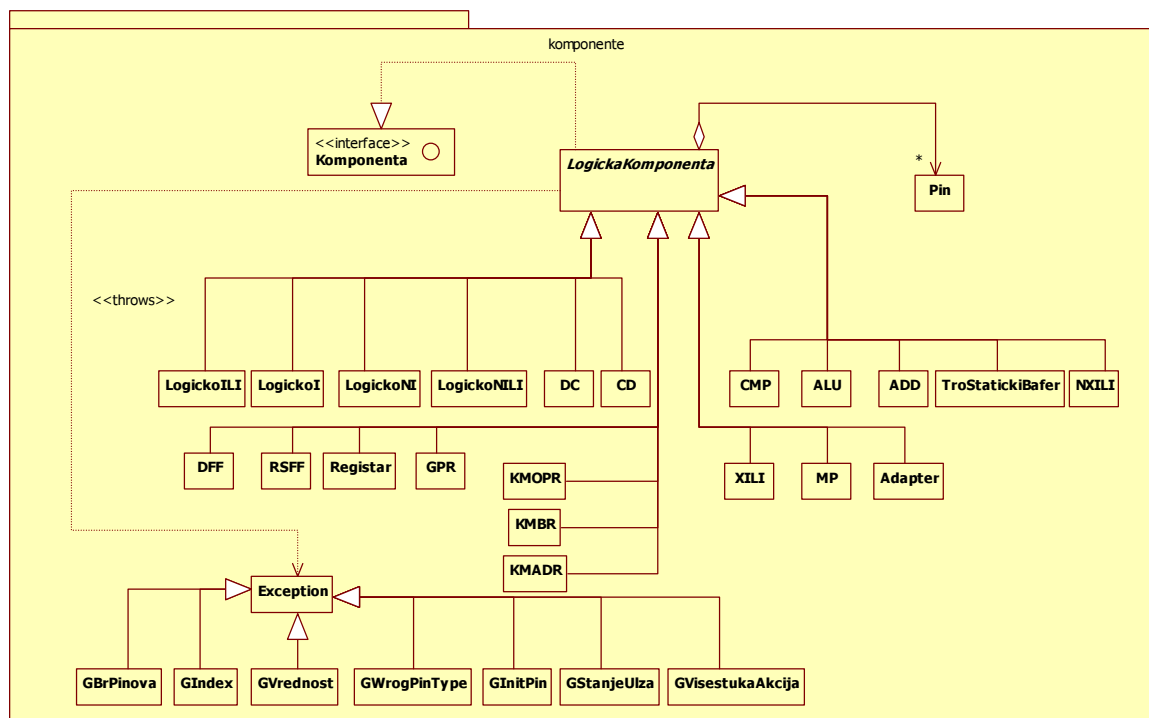 komponente
<<interface>>
Komponenta
LogickaKomponenta
*
Pin
<<throws>>
LogickoILI LogickoI LogickoNI LogickoNILI DC CD
CMP ALU ADD TroStatickiBafer NXILI
DFF RSFF Registar GPR
XILI MP Adapter
KMOPR
KMBR
KMADR
Exception
GBrPinova GIndex GVrednost GWrogPinType GInitPin GStanjeUlza GVisestukaAkcija